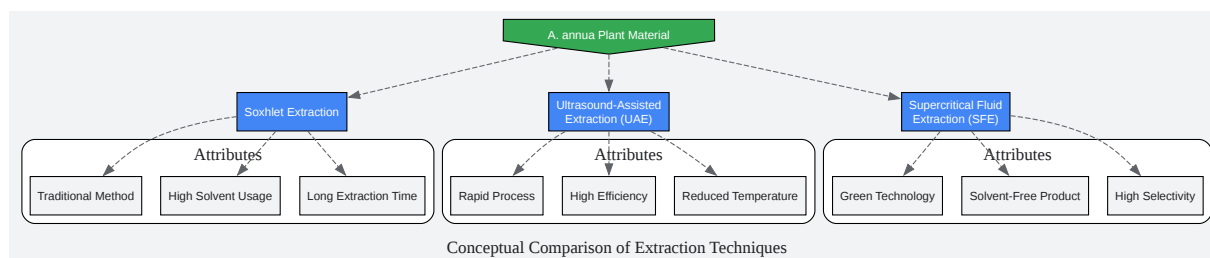 A. annua Plant Material
Soxhlet Extraction
Ultrasound-Assisted
Extraction (UAE)
Supercritical Fluid
Extraction (SFE)
Attributes
Attributes
Attributes
Traditional Method
High Solvent Usage
Long Extraction Time
Rapid Process
High Efficiency
Reduced Temperature
Green Technology
Solvent-Free Product
High Selectivity
Conceptual Comparison of Extraction Techniques